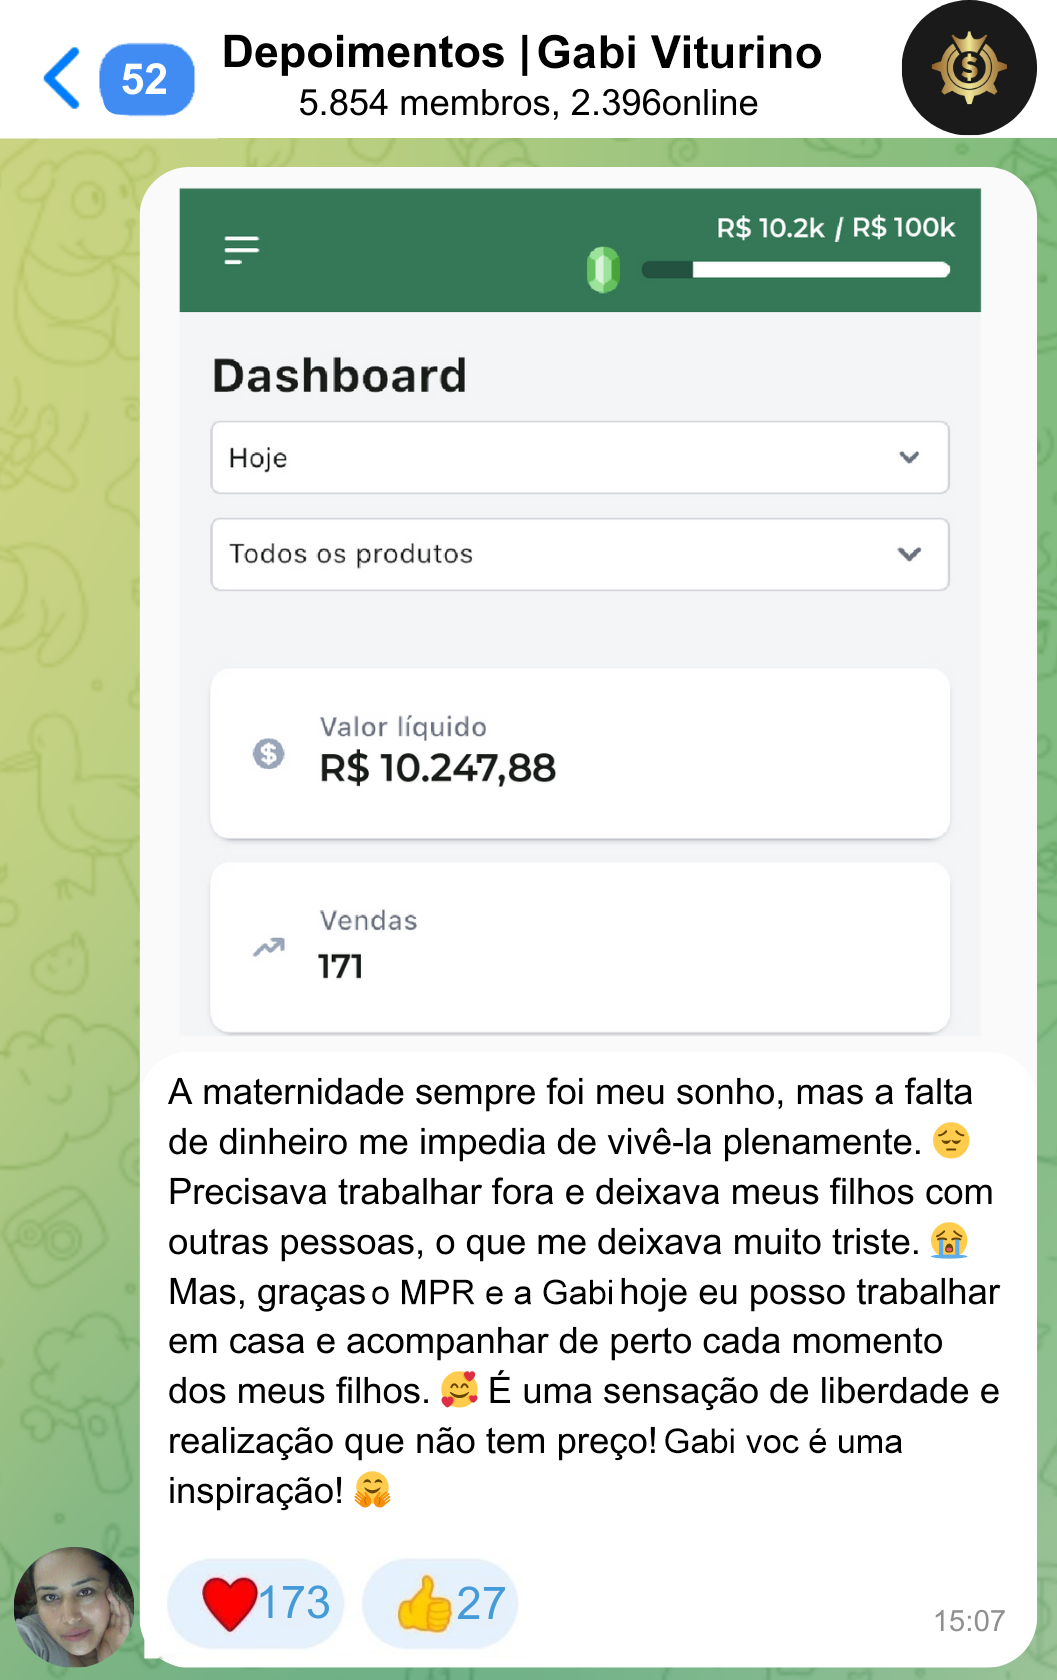 52
Depoimentos | Gabi Viturino
5.854 membros, 2.396online
R$ 10.2k / R$ 100k
Dashboard
Hoje
Todos os produtos
Valor líquido
R$ 10.247,88
Vendas
171
A maternidade sempre foi meu sonho, mas a falta
de dinheiro me impedia de vivê-la plenamente. 😔
Precisava trabalhar fora e deixava meus filhos com
outras pessoas, o que me deixava muito triste. 😭
Mas, graças o MPR e a Gabi hoje eu posso trabalhar
em casa e acompanhar de perto cada momento
dos meus filhos. 🥰 É uma sensação de liberdade e
realização que não tem preço! Gabi voc é uma
inspiração! 🤗
❤️173 👍27
15:07